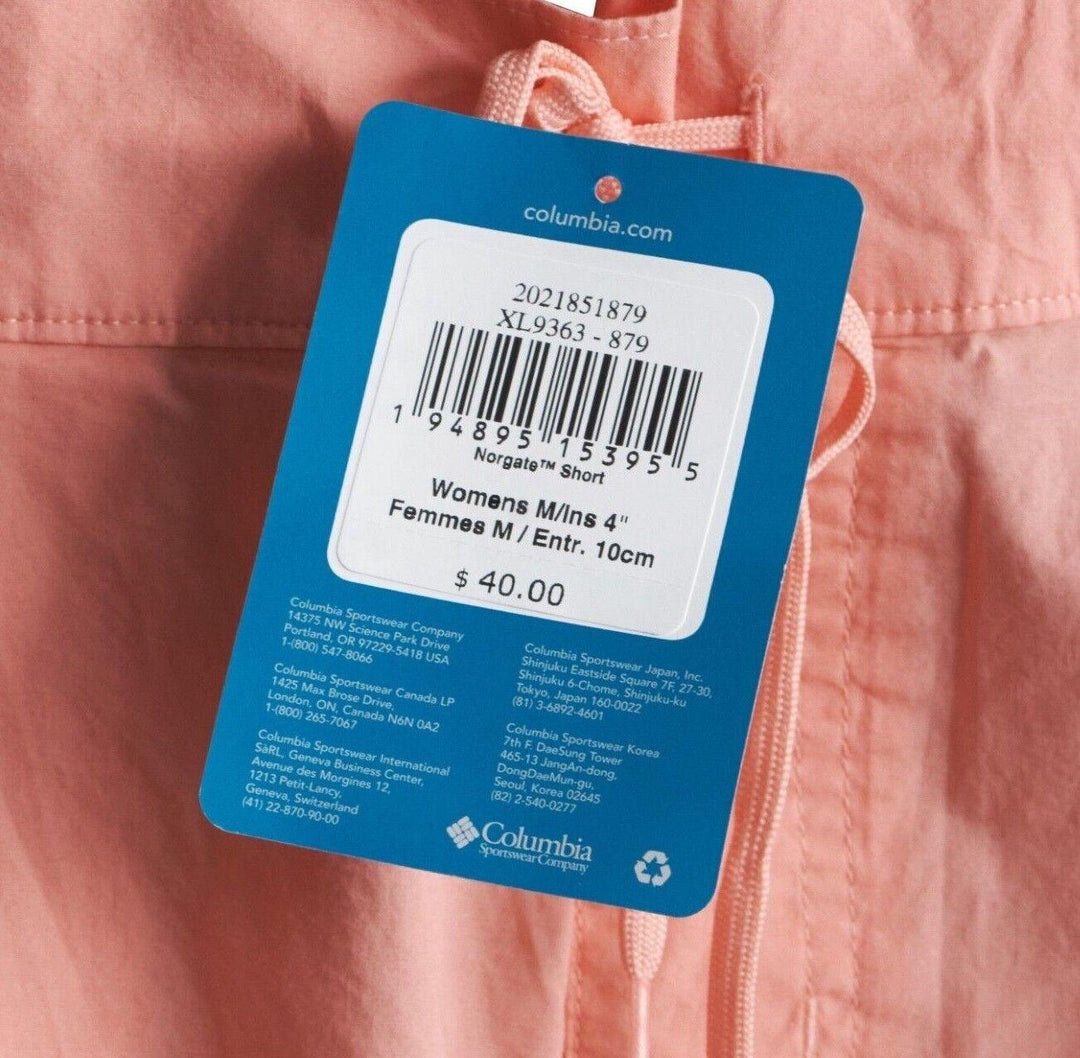 columbia.com
2021851879
XL9363 - 879
1 94895 15395 5
Norgate™ Short
Womens M/Ins 4"
Femmes M / Entr. 10cm
$ 40.00
Columbia Sportswear Company
14375 NW Science Park Drive
Portland, OR 97229-5418 USA
1-(800) 547-8066
Columbia Sportswear Canada LP
1425 Max Brose Drive,
London, ON, Canada N6N 0A2
1-(800) 265-7067
Columbia Sportswear International
SàRL, Geneva Business Center,
Avenue des Morgines 12,
1213 Petit-Lancy,
Geneva, Switzerland
(41) 22-870-90-00
Columbia Sportswear Japan, Inc.
Shinjuku Eastside Square 7F, 27-30,
Shinjuku 6-Chome, Shinjuku-ku
Tokyo, Japan 160-0022
(81) 3-6892-4601
Columbia Sportswear Korea
7th F. DaeSung Tower
465-13 JangAn-dong,
DongDaeMun-gu,
Seoul, Korea 02645
(82) 2-540-0277
Columbia
Sportswear Company